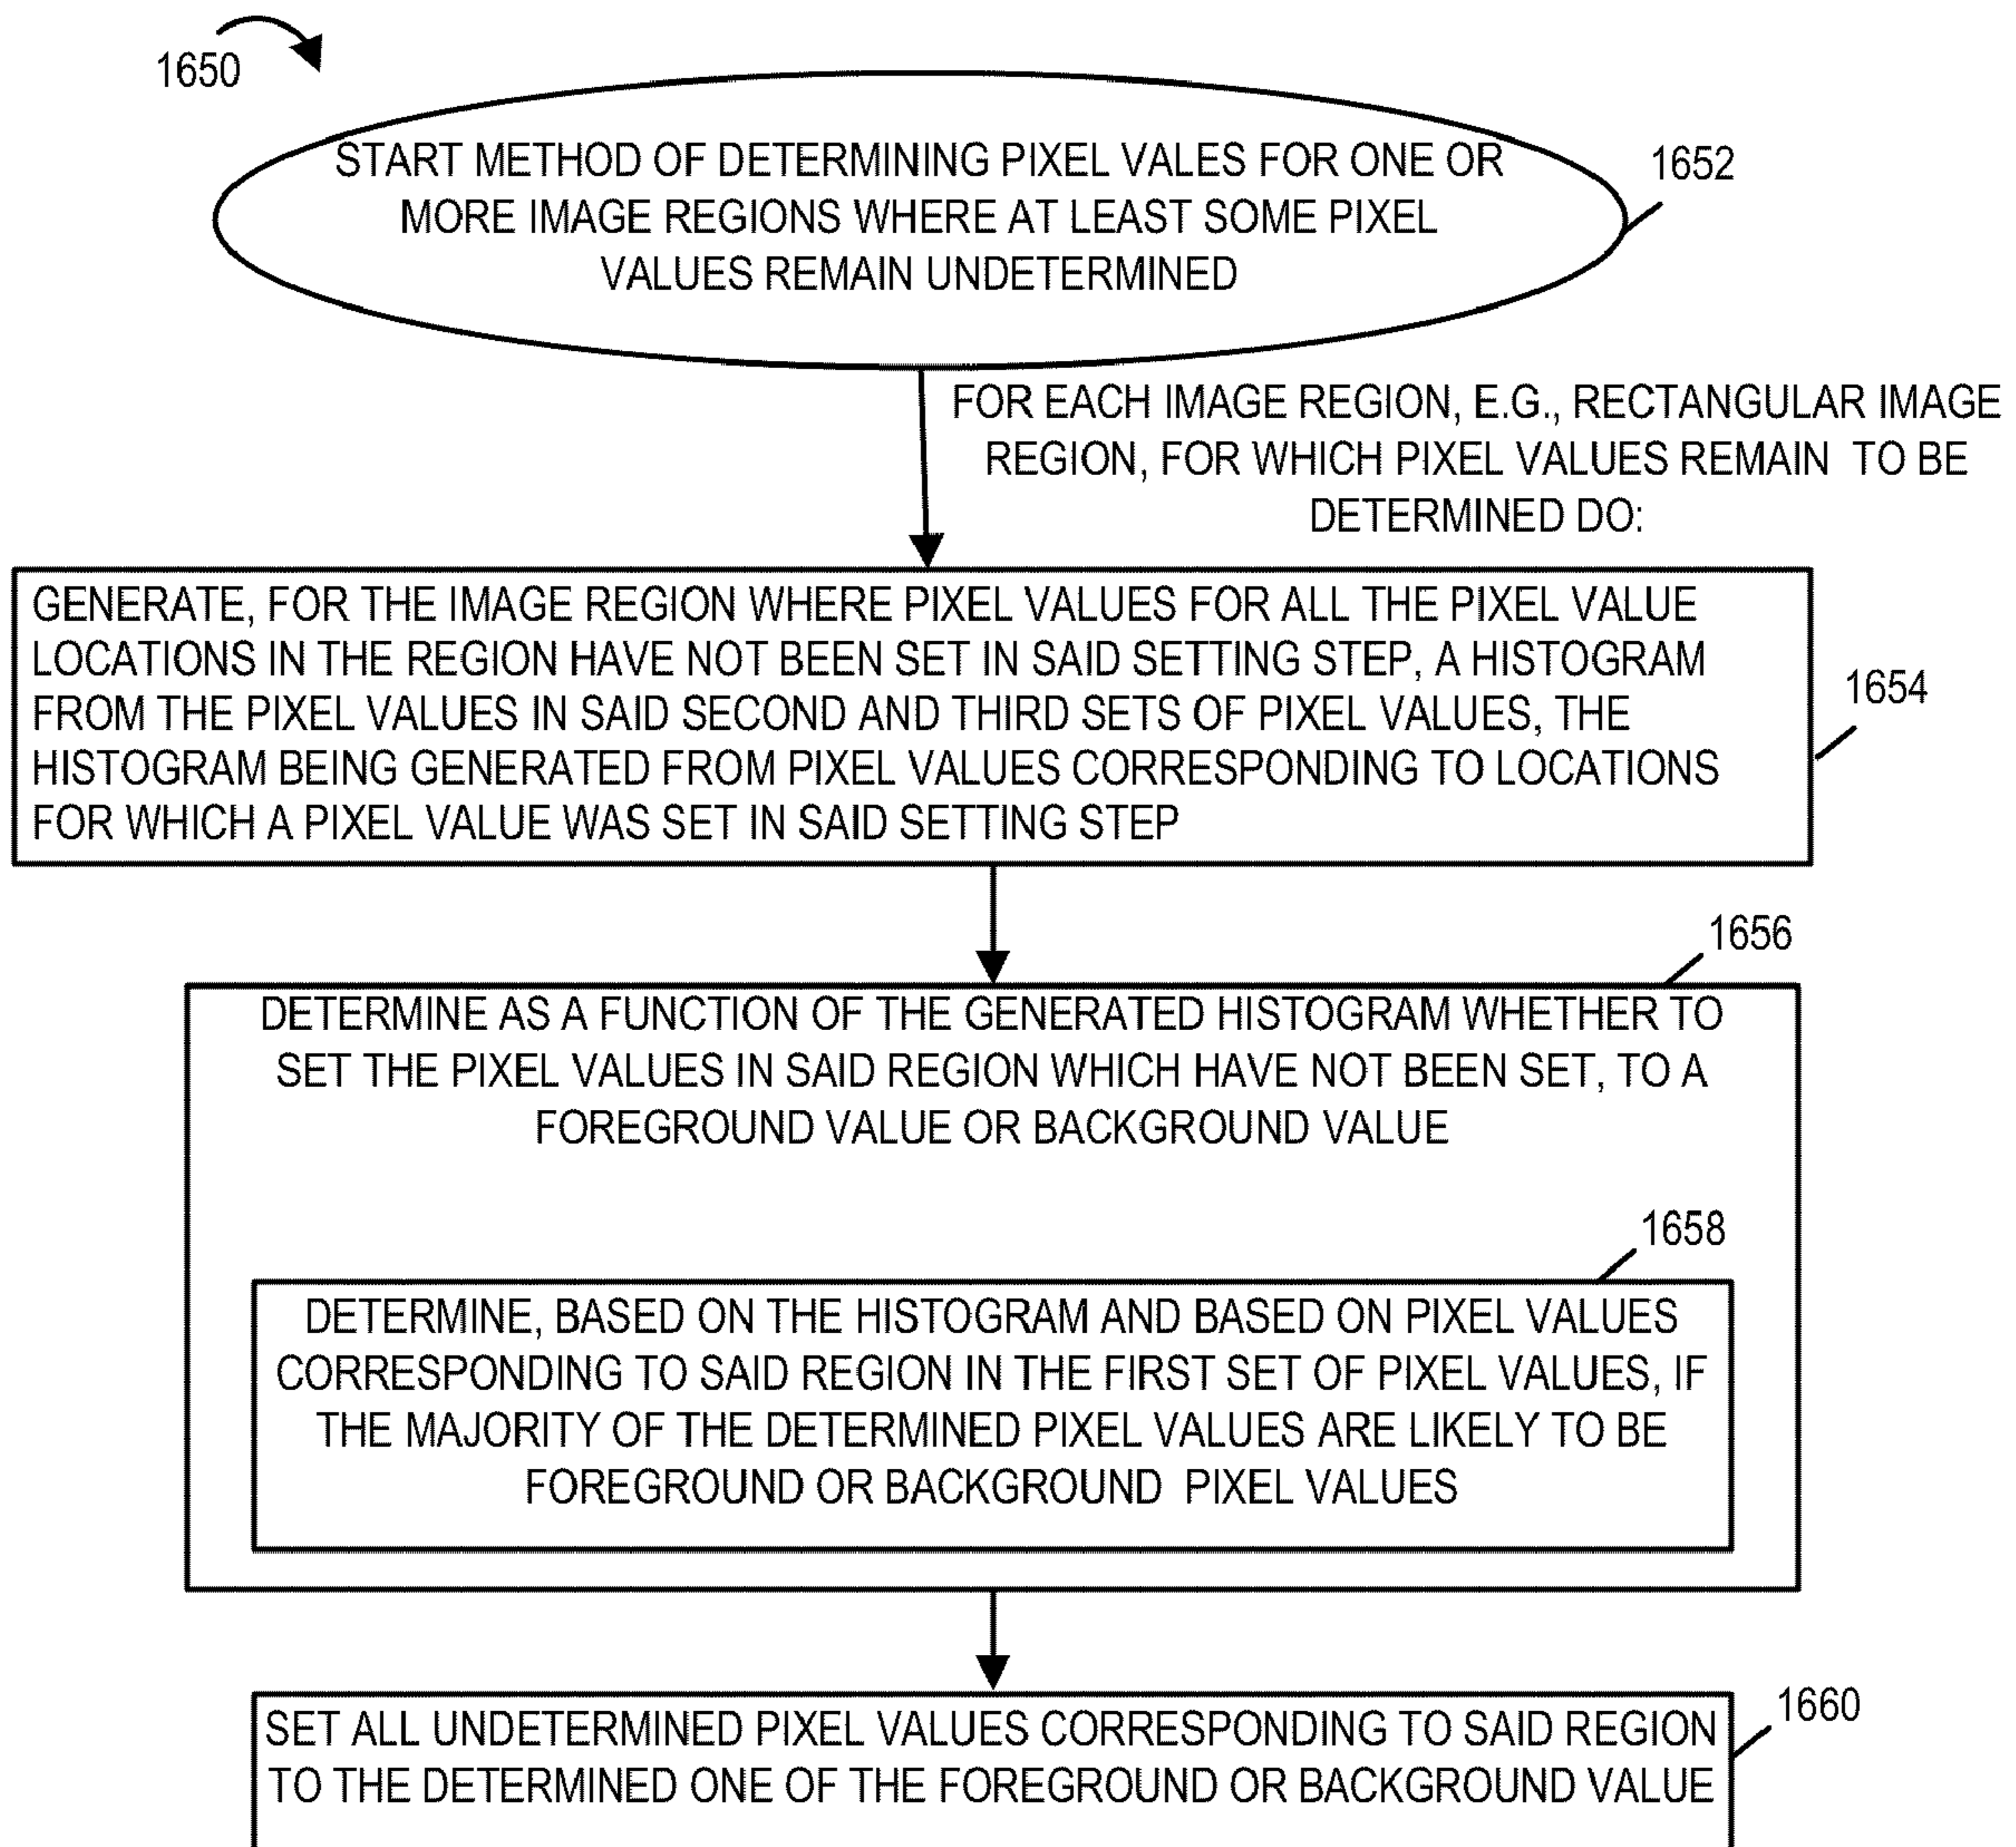 1650
START METHOD OF DETERMINING PIXEL VALES FOR ONE OR
MORE IMAGE REGIONS WHERE AT LEAST SOME PIXEL
VALUES REMAIN UNDETERMINED
1652
FOR EACH IMAGE REGION, E.G., RECTANGULAR IMAGE
REGION, FOR WHICH PIXEL VALUES REMAIN TO BE
DETERMINED DO:
GENERATE, FOR THE IMAGE REGION WHERE PIXEL VALUES FOR ALL THE PIXEL VALUE
LOCATIONS IN THE REGION HAVE NOT BEEN SET IN SAID SETTING STEP, A HISTOGRAM
FROM THE PIXEL VALUES IN SAID SECOND AND THIRD SETS OF PIXEL VALUES, THE
HISTOGRAM BEING GENERATED FROM PIXEL VALUES CORRESPONDING TO LOCATIONS
FOR WHICH A PIXEL VALUE WAS SET IN SAID SETTING STEP
1654
1656
DETERMINE AS A FUNCTION OF THE GENERATED HISTOGRAM WHETHER TO
SET THE PIXEL VALUES IN SAID REGION WHICH HAVE NOT BEEN SET, TO A
FOREGROUND VALUE OR BACKGROUND VALUE
1658
DETERMINE, BASED ON THE HISTOGRAM AND BASED ON PIXEL VALUES
CORRESPONDING TO SAID REGION IN THE FIRST SET OF PIXEL VALUES, IF
THE MAJORITY OF THE DETERMINED PIXEL VALUES ARE LIKELY TO BE
FOREGROUND OR BACKGROUND PIXEL VALUES
1660
SET ALL UNDETERMINED PIXEL VALUES CORRESPONDING TO SAID REGION
TO THE DETERMINED ONE OF THE FOREGROUND OR BACKGROUND VALUE